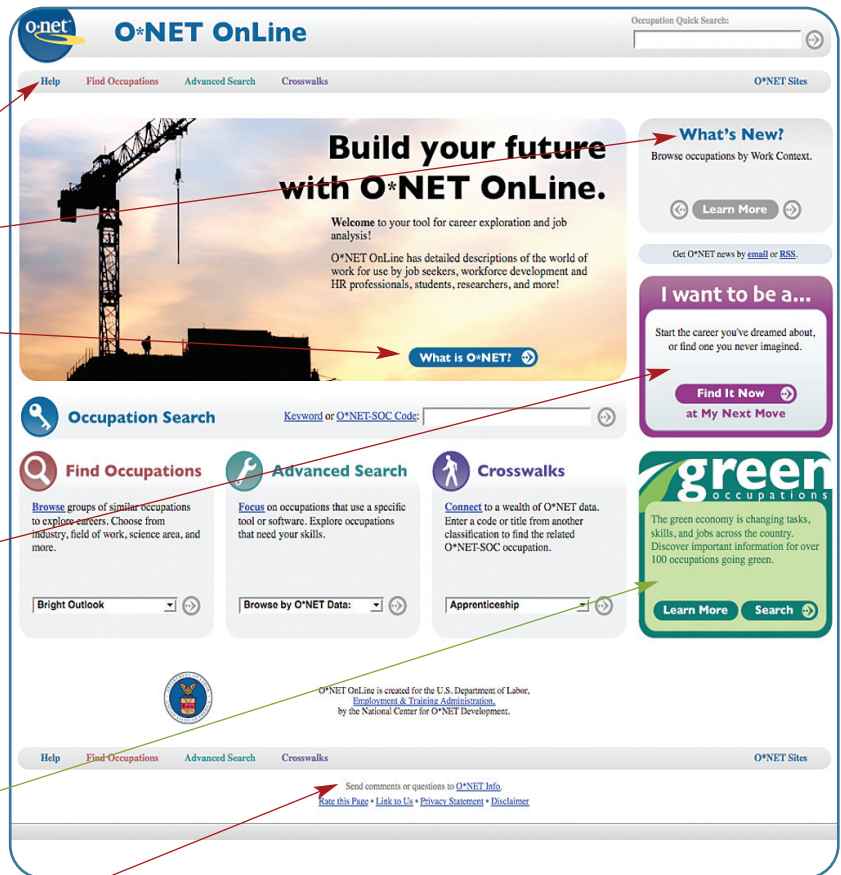 o·net
O*NET OnLine
Occupation Quick Search:
Help Find Occupations Advanced Search Crosswalks O*NET Sites
Build your future
with O*NET OnLine.
Welcome to your tool for career exploration and job
analysis!
O*NET OnLine has detailed descriptions of the world of
work for use by job seekers, workforce development and
HR professionals, students, researchers, and more!
What is O*NET?
What's New?
Browse occupations by Work Context.
Learn More
Get O*NET news by email or RSS.
I want to be a...
Start the career you've dreamed about,
or find one you never imagined.
Find It Now
at My Next Move
Occupation Search
Keyword or O*NET-SOC Code:
Find Occupations
Browse groups of similar occupations
to explore careers. Choose from
industry, field of work, science area, and
more.
Bright Outlook
Advanced Search
Focus on occupations that use a specific
tool or software. Explore occupations
that need your skills.
Browse by O*NET Data:
Crosswalks
Connect to a wealth of O*NET data.
Enter a code or title from another
classification to find the related
O*NET-SOC occupation.
Apprenticeship
green
occupations
The green economy is changing tasks,
skills, and jobs across the country.
Discover important information for over
100 occupations going green.
Learn More Search
O*NET OnLine is created for the U.S. Department of Labor,
Employment & Training Administration,
by the National Center for O*NET Development.
Help Find Occupations Advanced Search Crosswalks O*NET Sites
Send comments or questions to O*NET Info.
Rate this Page • Link to Us • Privacy Statement • Disclaimer